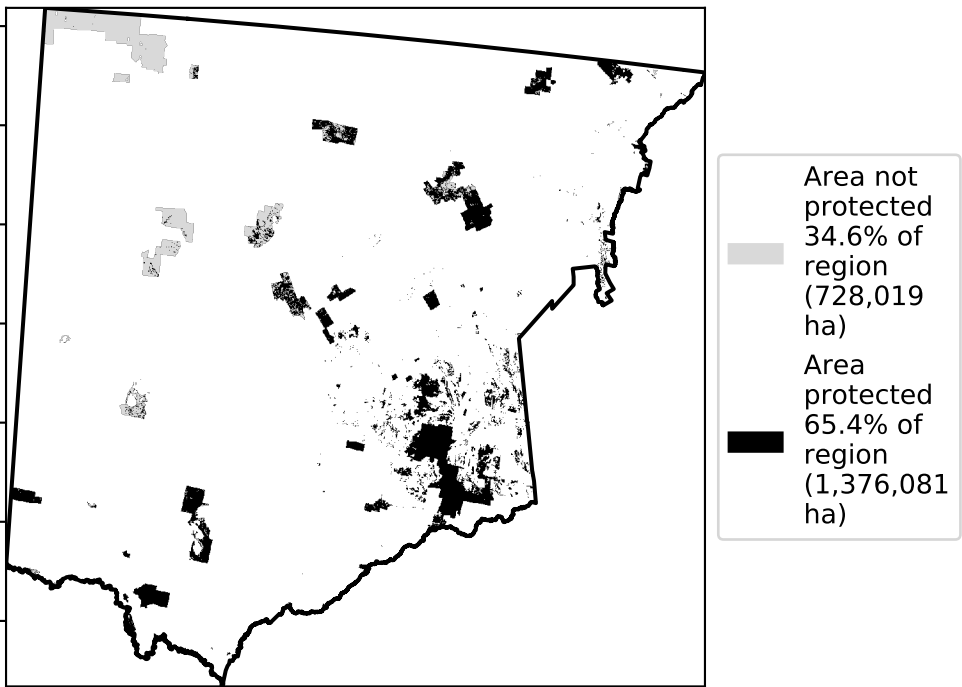 Area not
protected
34.6% of
region
(728,019
ha)
Area
protected
65.4% of
region
(1,376,081
ha)